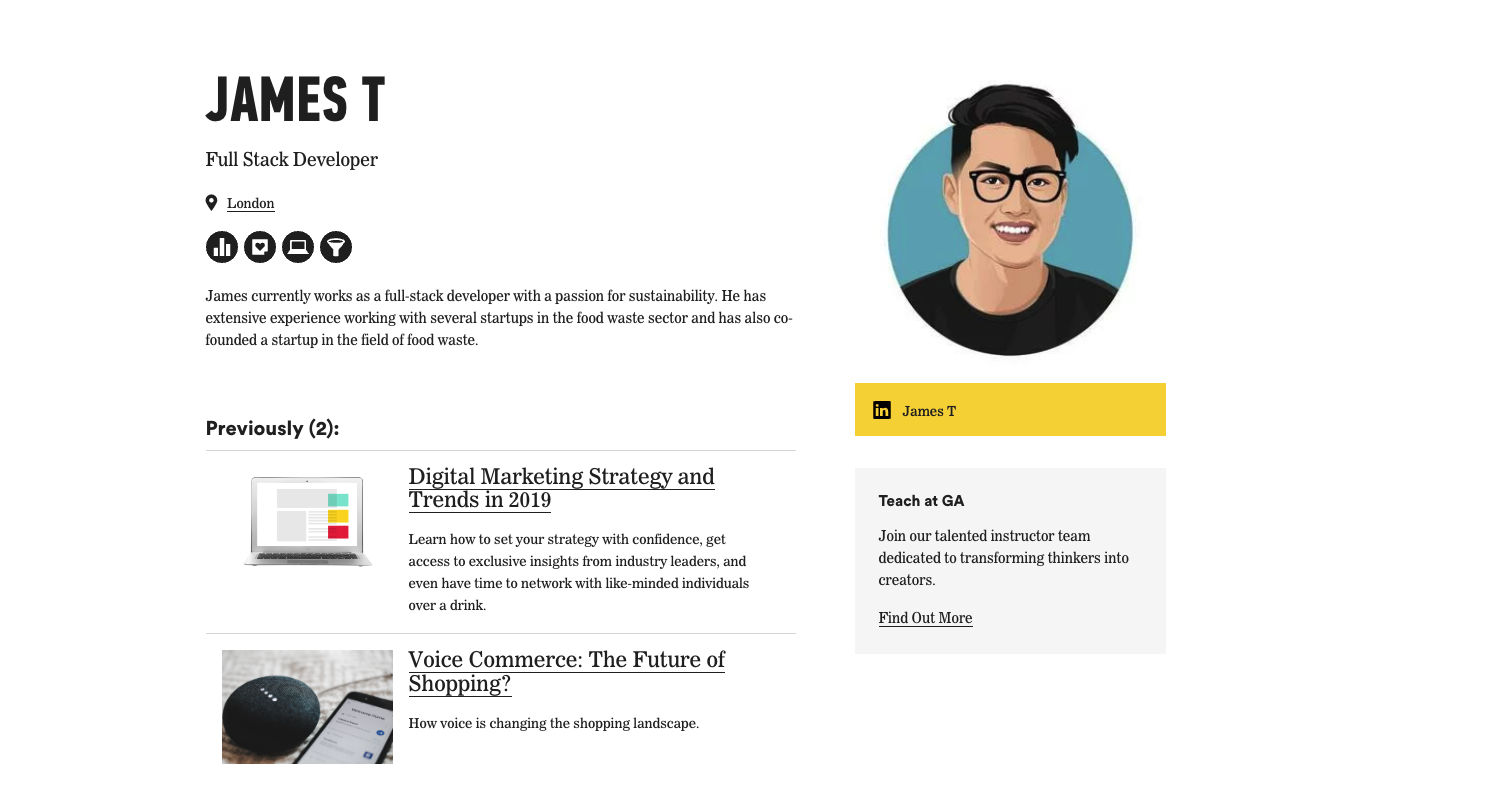 JAMES T
Full Stack Developer
London
James currently works as a full-stack developer with a passion for sustainability. He has
extensive experience working with several startups in the food waste sector and has also co-
founded a startup in the field of food waste.
Previously (2):
Digital Marketing Strategy and
Trends in 2019
Learn how to set your strategy with confidence, get
access to exclusive insights from industry leaders, and
even have time to network with like-minded individuals
over a drink.
Voice Commerce: The Future of
Shopping?
How voice is changing the shopping landscape.
in James T
Teach at GA
Join our talented instructor team
dedicated to transforming thinkers into
creators.
Find Out More